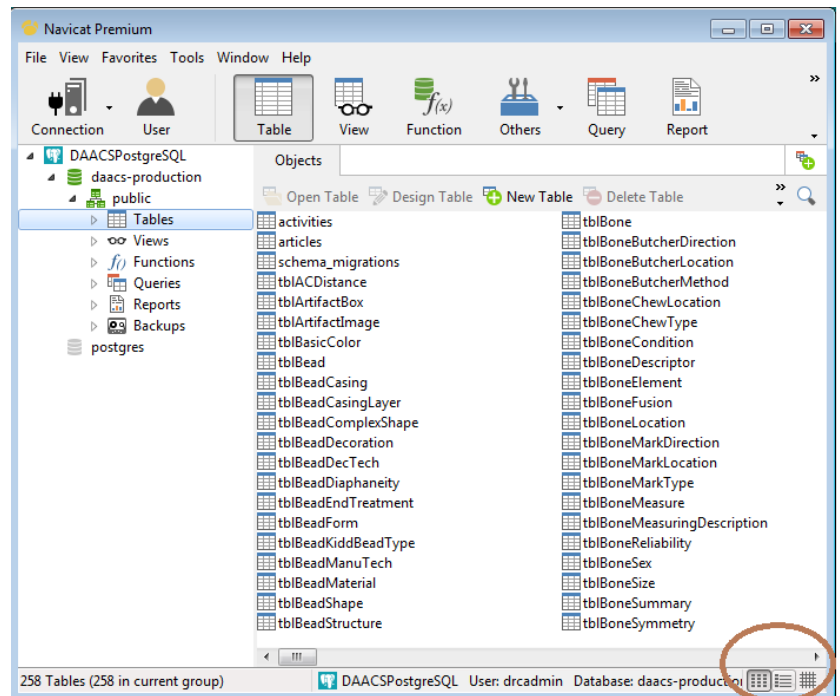 Navicat Premium
File View Favorites Tools Window Help
Connection User Table View Function Others Query Report
f(x)
DAACSPostgreSQL
daacs-production
public
Tables
Views
Functions
Queries
Reports
Backups
postgres
Objects
Open Table Design Table New Table Delete Table
activities
articles
schema_migrations
tblACDistance
tblArtifactBox
tblArtifactImage
tblBasicColor
tblBead
tblBeadCasing
tblBeadCasingLayer
tblBeadComplexShape
tblBeadDecoration
tblBeadDecTech
tblBeadDiaphaneity
tblBeadEndTreatment
tblBeadForm
tblBeadKiddBeadType
tblBeadManuTech
tblBeadMaterial
tblBeadShape
tblBeadStructure
tblBone
tblBoneButcherDirection
tblBoneButcherLocation
tblBoneButcherMethod
tblBoneChewLocation
tblBoneChewType
tblBoneCondition
tblBoneDescriptor
tblBoneElement
tblBoneFusion
tblBoneLocation
tblBoneMarkDirection
tblBoneMarkLocation
tblBoneMarkType
tblBoneMeasure
tblBoneMeasuringDescription
tblBoneReliability
tblBoneSex
tblBoneSize
tblBoneSummary
tblBoneSymmetry
258 Tables (258 in current group) DAACSPostgreSQL User: drcadmin Database: daacs-production